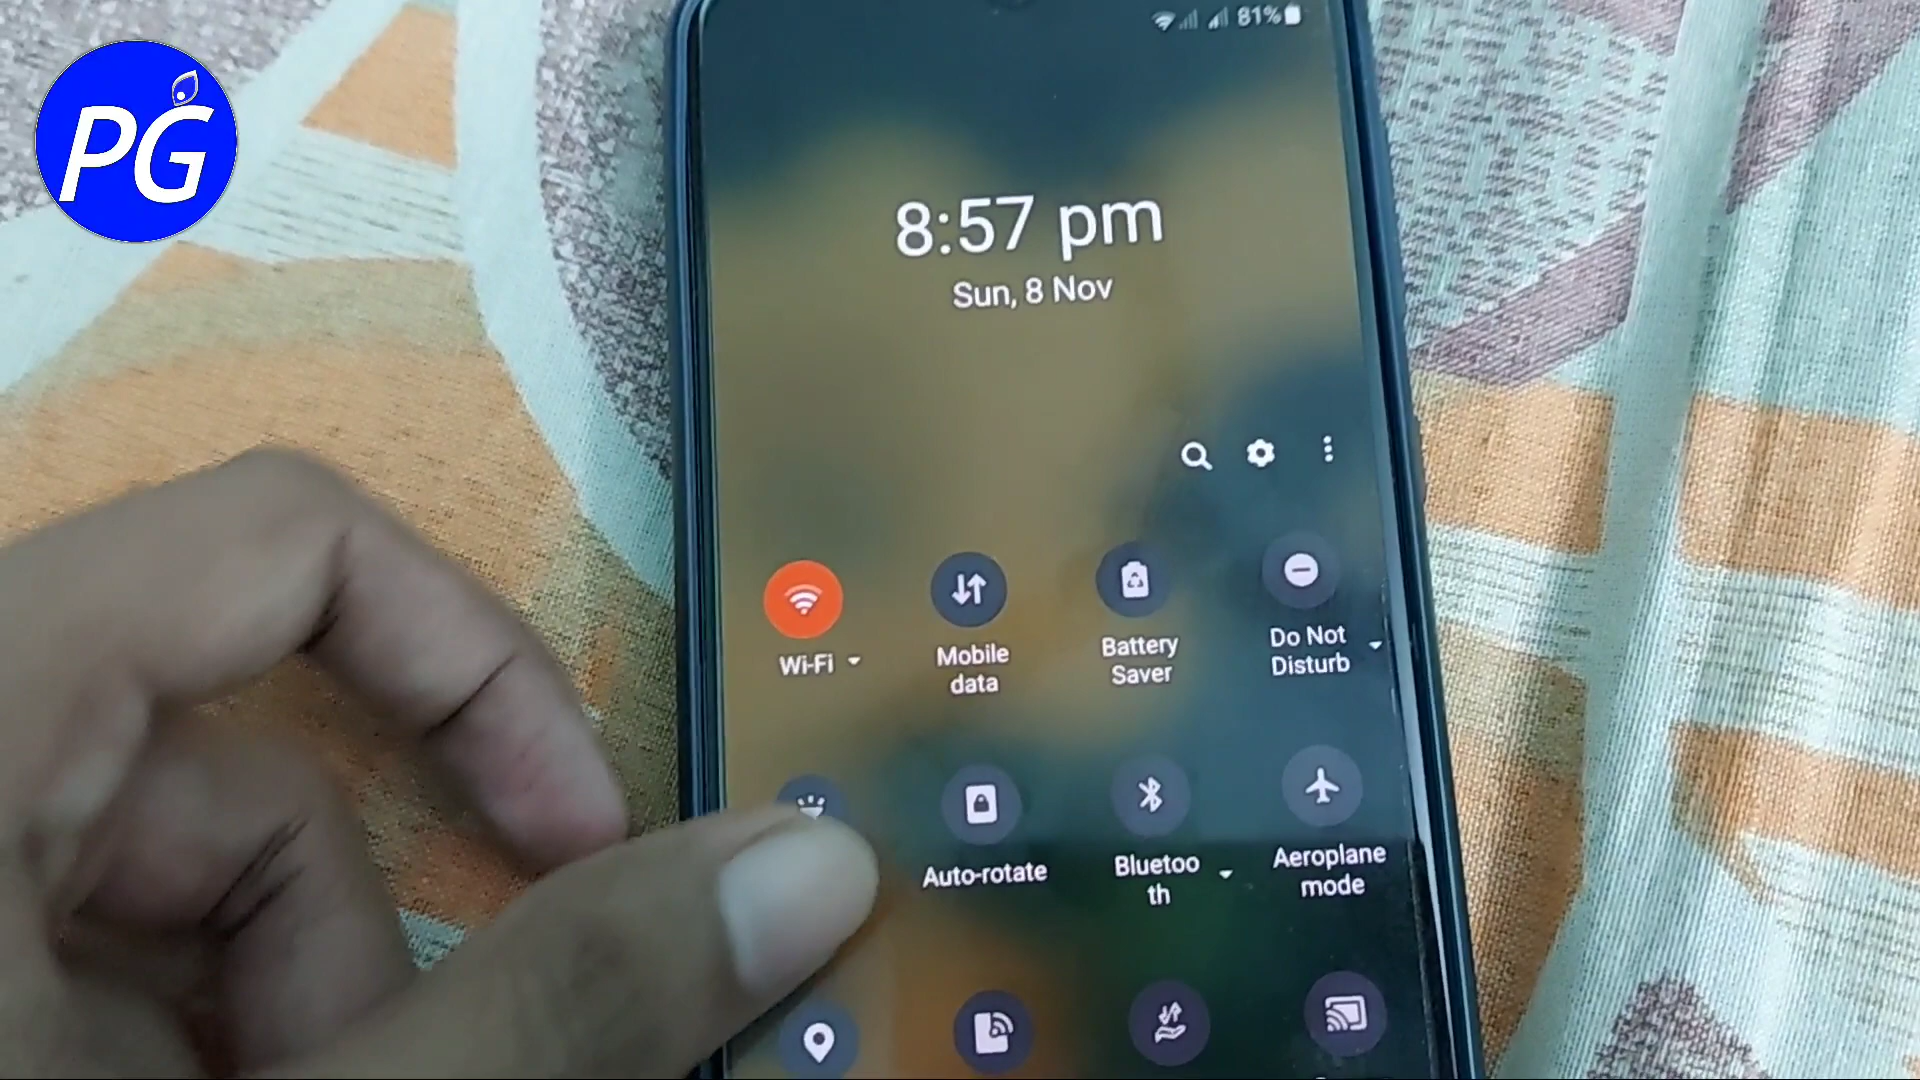 PG
81%
8:57 pm
Sun, 8 Nov
Wi-Fi
Mobile
data
Battery
Saver
Do Not
Disturb
Auto-rotate
Bluetoo
th
Aeroplane
mode